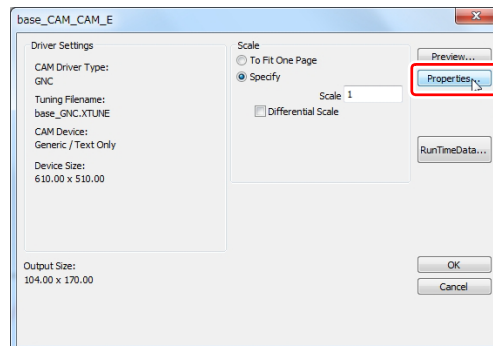 base_CAM_CAM_E
Driver Settings
CAM Driver Type:
GNC
Tuning Filename:
base_GNC.XTUNE
CAM Device:
Generic / Text Only
Device Size:
610.00 x 510.00
Scale
To Fit One Page
Specify
Scale 1
Differential Scale
Preview...
Properties...
RunTimeData...
Output Size:
104.00 x 170.00
OK
Cancel